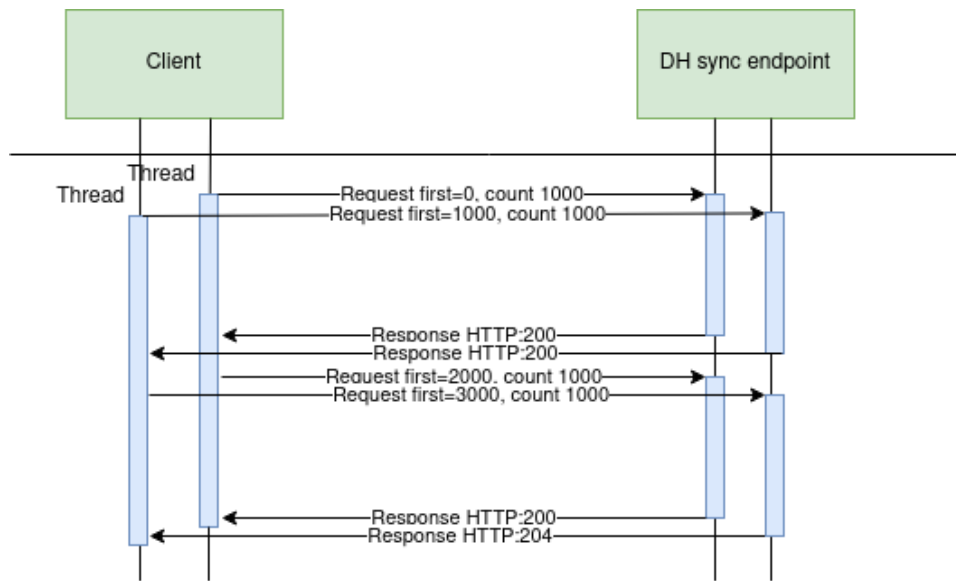 Client
DH sync endpoint
Thread
Thread
Request first=0, count 1000
Request first=1000, count 1000
Response HTTP:200
Response HTTP:200
Request first=2000, count 1000
Request first=3000, count 1000
Response HTTP:200
Response HTTP:204